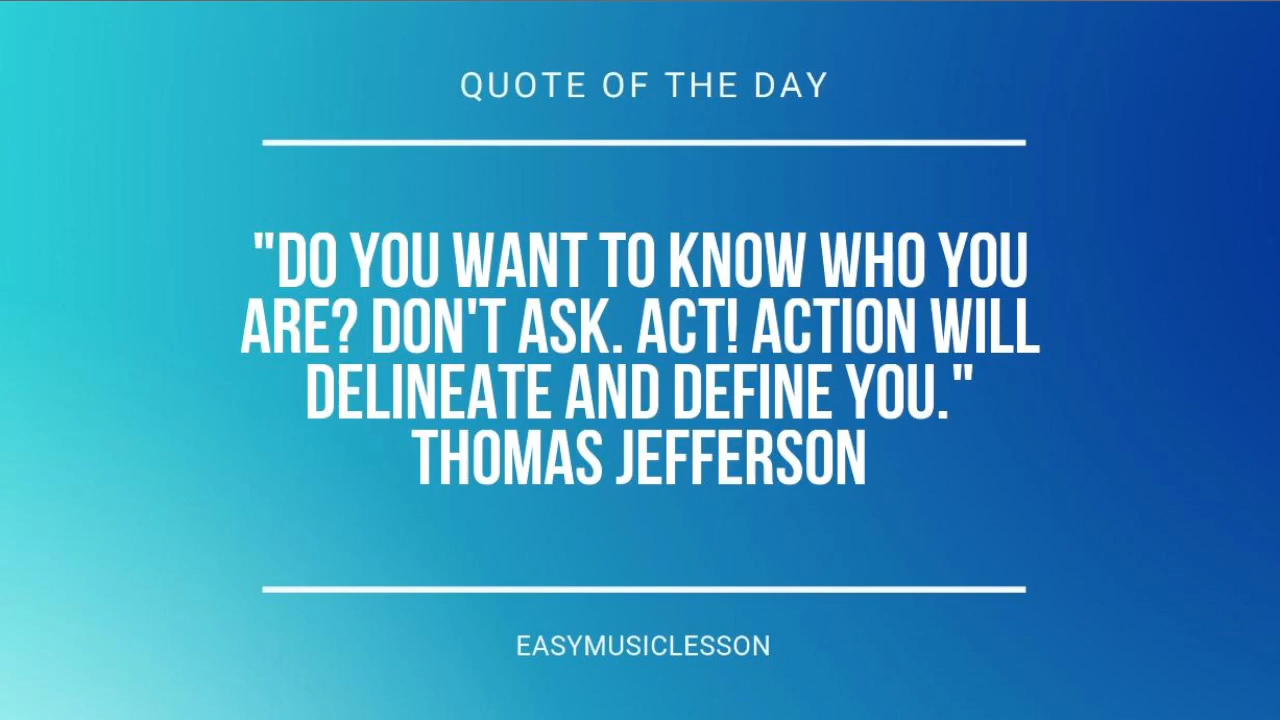 QUOTE OF THE DAY
"DO YOU WANT TO KNOW WHO YOU
ARE? DON'T ASK. ACT! ACTION WILL
DELINEATE AND DEFINE YOU."
THOMAS JEFFERSON
EASYMUSICLESSON